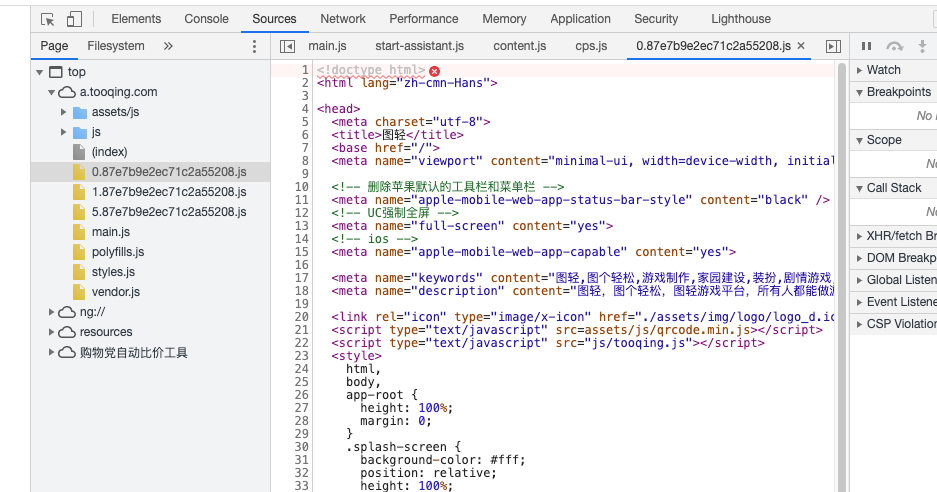 Elements Console Sources Network Performance Memory Application Security Lighthouse
Page Filesystem »
main.js start-assistant.js content.js cps.js 0.87e7b9e2ec71c2a55208.js ×
top
a.tooqing.com
assets/js
js
(index)
0.87e7b9e2ec71c2a55208.js
1.87e7b9e2ec71c2a55208.js
5.87e7b9e2ec71c2a55208.js
main.js
polyfills.js
styles.js
vendor.js
ng://
resources
购物党自动比价工具
1 <!doctype html>
2 <html lang="zh-cmn-Hans">
3
4 <head>
5 <meta charset="utf-8">
6 <title>图轻</title>
7 <base href="/">
8 <meta name="viewport" content="minimal-ui, width=device-width, initial
9
10 <!-- 删除苹果默认的工具栏和菜单栏 -->
11 <meta name="apple-mobile-web-app-status-bar-style" content="black" />
12 <!-- UC强制全屏 -->
13 <meta name="full-screen" content="yes">
14 <!-- ios -->
15 <meta name="apple-mobile-web-app-capable" content="yes">
16
17 <meta name="keywords" content="图轻,图个轻松,游戏制作,家园建设,装扮,剧情游戏,
18 <meta name="description" content="图轻，图个轻松，图轻游戏平台，所有人都能做游
19
20 <link rel="icon" type="image/x-icon" href="./assets/img/logo/logo_d.ic
21 <script type="text/javascript" src=assets/js/qrcode.min.js></script>
22 <script type="text/javascript" src="js/tooqing.js"></script>
23 <style>
24 html,
25 body,
26 app-root {
27 height: 100%;
28 margin: 0;
29 }
30 .splash-screen {
31 background-color: #fff;
32 position: relative;
33 height: 100%;
Watch
Breakpoints
No
Scope
No
Call Stack
No
XHR/fetch Br
DOM Breakp
Global Listen
Event Listene
CSP Violation